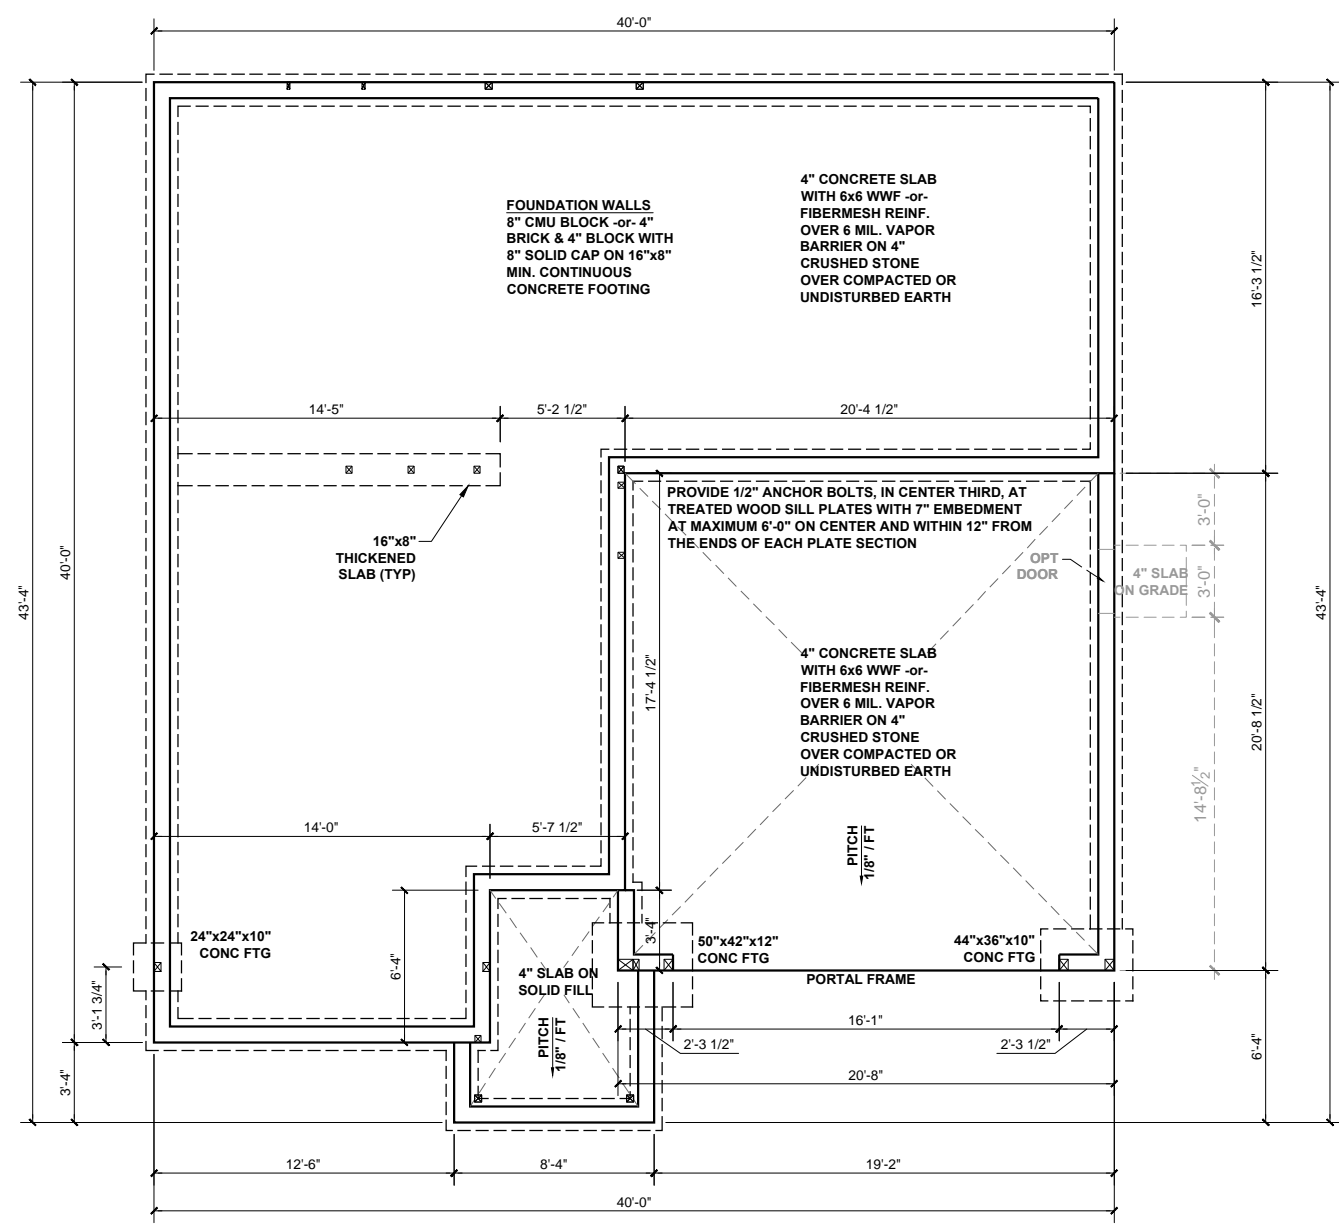 40'-0"
4" CONCRETE SLAB
WITH 6x6 WWF -or-
FIBERMESH REINF.
OVER 6 MIL. VAPOR
BARRIER ON 4"
CRUSHED STONE
OVER COMPACTED OR
UNDISTURBED EARTH
FOUNDATION WALLS
8" CMU BLOCK -or- 4"
BRICK & 4" BLOCK WITH
8" SOLID CAP ON 16"x8"
MIN. CONTINUOUS
CONCRETE FOOTING
16'-3 1/2"
14'-5"
5'-2 1/2"
20'-4 1/2"
PROVIDE 1/2" ANCHOR BOLTS, IN CENTER THIRD, AT
TREATED WOOD SILL PLATES WITH 7" EMBEDMENT
AT MAXIMUM 6'-0" ON CENTER AND WITHIN 12" FROM
THE ENDS OF EACH PLATE SECTION
3'-0"
16"x8"
THICKENED
SLAB (TYP)
OPT
DOOR
4" SLAB
ON GRADE
3'-0"
43'-4"
40'-0"
43'-4"
17'-4 1/2"
4" CONCRETE SLAB
WITH 6x6 WWF -or-
FIBERMESH REINF.
OVER 6 MIL. VAPOR
BARRIER ON 4"
CRUSHED STONE
OVER COMPACTED OR
UNDISTURBED EARTH
20'-8 1/2"
14'-8½"
14'-0"
5'-7 1/2"
PITCH
1/8" / FT
24"x24"x10"
CONC FTG
3'-4"
50"x42"x12"
CONC FTG
44"x36"x10"
CONC FTG
6'-4"
4" SLAB ON
SOLID FILL
PORTAL FRAME
3'-1 3/4"
PITCH
1/8" / FT
16'-1"
2'-3 1/2"
2'-3 1/2"
6'-4"
3'-4"
20'-8"
12'-6"
8'-4"
19'-2"
40'-0"